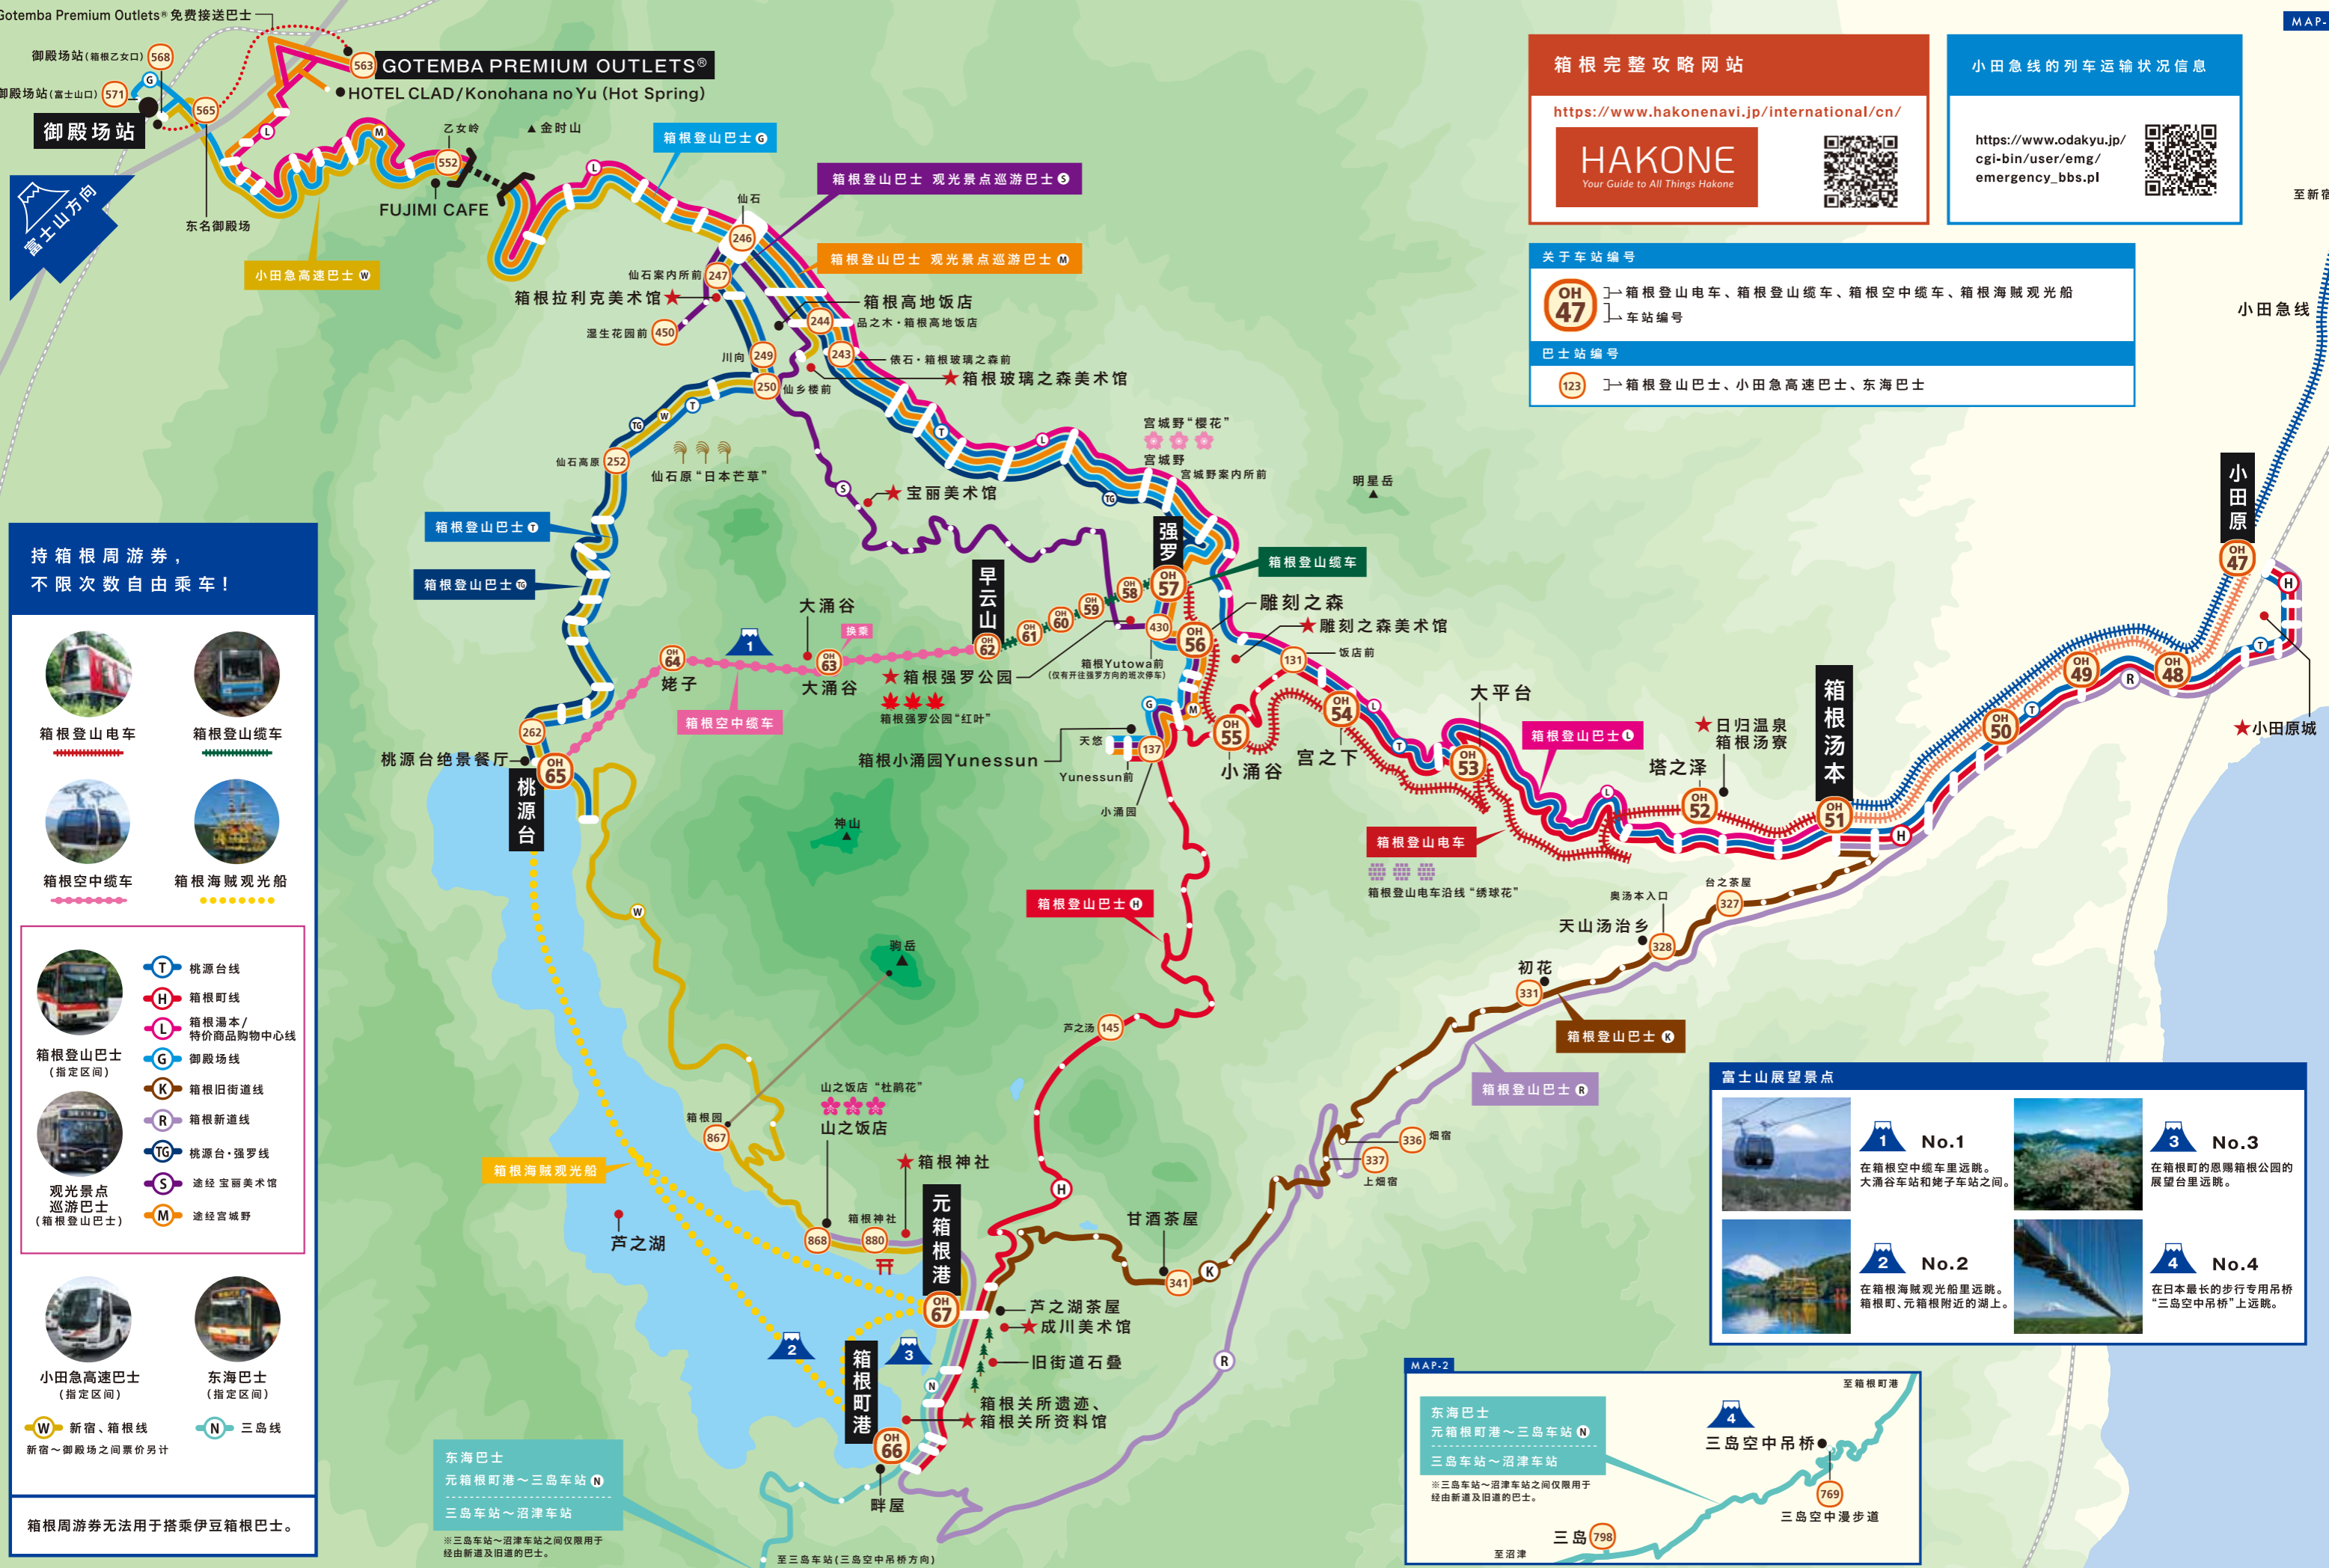 Gotemba Premium Outlets® 免费接送巴士
御殿场站(箱根乙女口)
568
571
御殿场站(富士山口)
G
565
御殿场站
563
GOTEMBA PREMIUM OUTLETS®
HOTEL CLAD/Konohana no Yu (Hot Spring)
L
M
乙女岭
552
▲金时山
FUJIMI CAFE
东名御殿场
富士山方向
小田急高速巴士 W
箱根登山巴士 G
L
箱根登山巴士 观光景点巡游巴士 S
箱根登山巴士 观光景点巡游巴士 M
仙石
246
仙石案内所前
247
箱根拉利克美术馆★
湿生花园前
450
箱根高地饭店
244
品之木・箱根高地饭店
川向
249
243
俵石・箱根玻璃之森前
★箱根玻璃之森美术馆
250
仙乡楼前
T
W
TG
仙石高原
252
仙石原“日本芒草”
S
★宝丽美术馆
T
L
TG
宫城野“樱花”
宫城野
宫城野案内所前
明星岳
箱根登山巴士 T
箱根登山巴士 TG
强罗
OH
57
箱根登山缆车
OH
58
OH
59
OH
60
OH
61
早云山
OH
62
换乘
大涌谷
OH
63
大涌谷
1
OH
64
姥子
箱根空中缆车
430
箱根Yutowa前
(仅有开往强罗方向的班次停车)
★箱根强罗公园
箱根强罗公园“红叶”
OH
56
雕刻之森
★雕刻之森美术馆
131
饭店前
OH
54
宫之下
L
T
OH
55
小涌谷
G
M
天悠
137
箱根小涌园Yunessun
Yunessun前
小涌园
大平台
OH
53
箱根登山巴士 L
L
箱根登山电车
箱根登山电车沿线“绣球花”
★日归温泉
箱根汤寮
塔之泽
OH
52
箱根汤本
OH
51
H
T
OH
50
OH
49
R
OH
48
T
H
小田原
OH
47
★小田原城
小田急线
至新宿
MAP-
262
桃源台绝景餐厅
OH
65
桃源台
神山
W
驹岳
箱根登山巴士 H
芦之汤
145
箱根园
867
山之饭店“杜鹃花”
山之饭店
★箱根神社
箱根神社
868
880
箱根海贼观光船
芦之湖
元箱根港
OH
67
2
3
箱根町港
OH
66
N
畔屋
H
芦之湖茶屋
★成川美术馆
旧街道石叠
箱根关所遗迹、
★箱根关所资料馆
甘酒茶屋
341
K
R
336
畑宿
337
上畑宿
箱根登山巴士 R
箱根登山巴士 K
初花
331
天山汤治乡
奥汤本入口
328
台之茶屋
327
东海巴士
元箱根町港~三岛车站 N
三岛车站~沼津车站
※三岛车站~沼津车站之间仅限用于
经由新道及旧道的巴士。
至三岛车站(三岛空中吊桥方向)
箱根完整攻略网站
https://www.hakonenavi.jp/international/cn/
HAKONE
Your Guide to All Things Hakone
小田急线的列车运输状况信息
https://www.odakyu.jp/
cgi-bin/user/emg/
emergency_bbs.pl
关于车站编号
OH
47
箱根登山电车、箱根登山缆车、箱根空中缆车、箱根海贼观光船
车站编号
巴士站编号
123
箱根登山巴士、小田急高速巴士、东海巴士
持箱根周游券,
不限次数自由乘车!
箱根登山电车
箱根登山缆车
箱根空中缆车
箱根海贼观光船
箱根登山巴士
(指定区间)
观光景点
巡游巴士
(箱根登山巴士)
T 桃源台线
H 箱根町线
L 箱根湯本/
特价商品购物中心线
G 御殿场线
K 箱根旧街道线
R 箱根新道线
TG 桃源台・强罗线
S 途经宝丽美术馆
M 途经宫城野
小田急高速巴士
(指定区间)
东海巴士
(指定区间)
W 新宿、箱根线
N 三岛线
新宿~御殿场之间票价另计
箱根周游券无法用于搭乘伊豆箱根巴士。
富士山展望景点
1 No.1
在箱根空中缆车里远眺。
大涌谷车站和姥子车站之间。
2 No.2
在箱根海贼观光船里远眺。
箱根町、元箱根附近的湖上。
3 No.3
在箱根町的恩赐箱根公园的
展望台里远眺。
4 No.4
在日本最长的步行专用吊桥
“三岛空中吊桥”上远眺。
MAP-2
至箱根町港
东海巴士
元箱根町港~三岛车站 N
三岛车站~沼津车站
※三岛车站~沼津车站之间仅限用于
经由新道及旧道的巴士。
4
三岛空中吊桥
769
三岛空中漫步道
三岛
798
至沼津